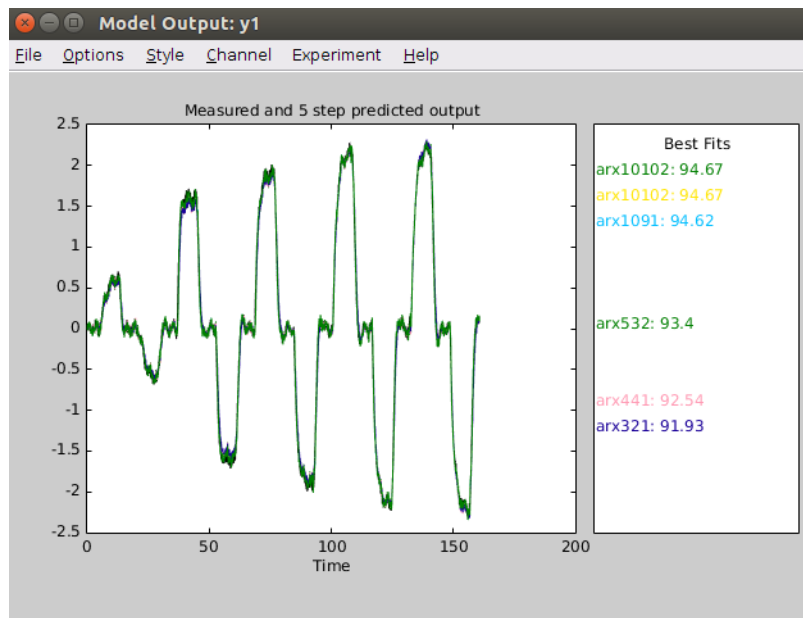 Model Output: y1
File Options Style Channel Experiment Help
Measured and 5 step predicted output
2.5
2
1.5
1
0.5
0
-0.5
-1
-1.5
-2
-2.5
0 50 100 150 200
Time
Best Fits
arx10102: 94.67
arx10102: 94.67
arx1091: 94.62
arx532: 93.4
arx441: 92.54
arx321: 91.93